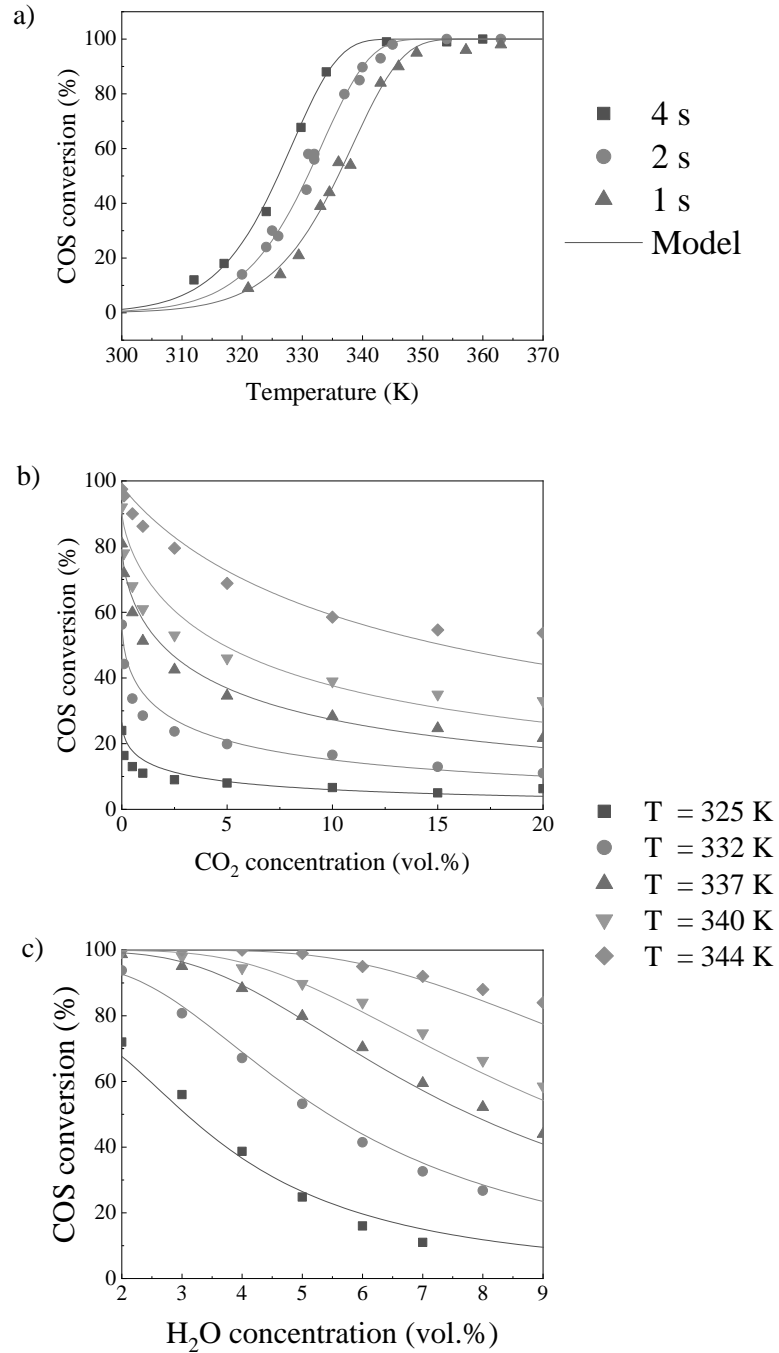 a)
100
80
60
40
20
0
COS conversion (%)
300 310 320 330 340 350 360 370
Temperature (K)
4 s
2 s
1 s
Model
b)
100
80
60
40
20
0
COS conversion (%)
0 5 10 15 20
CO₂ concentration (vol.%)
T = 325 K
T = 332 K
T = 337 K
T = 340 K
T = 344 K
c)
100
80
60
40
20
0
COS conversion (%)
2 3 4 5 6 7 8 9
H₂O concentration (vol.%)